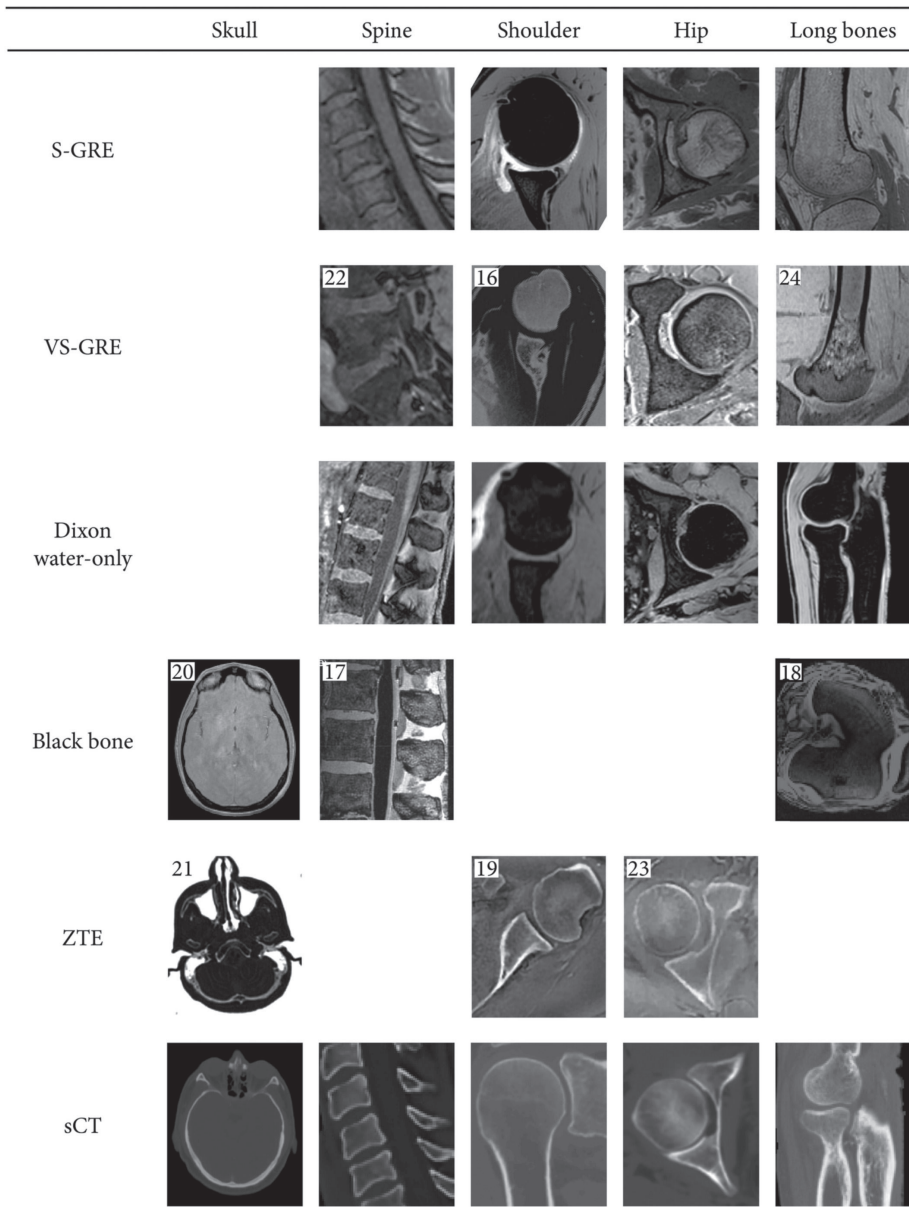 Skull Spine Shoulder Hip Long bones
S-GRE
22 16 24
VS-GRE
Dixon
water-only
20 17 18
Black bone
21 19 23
ZTE
sCT